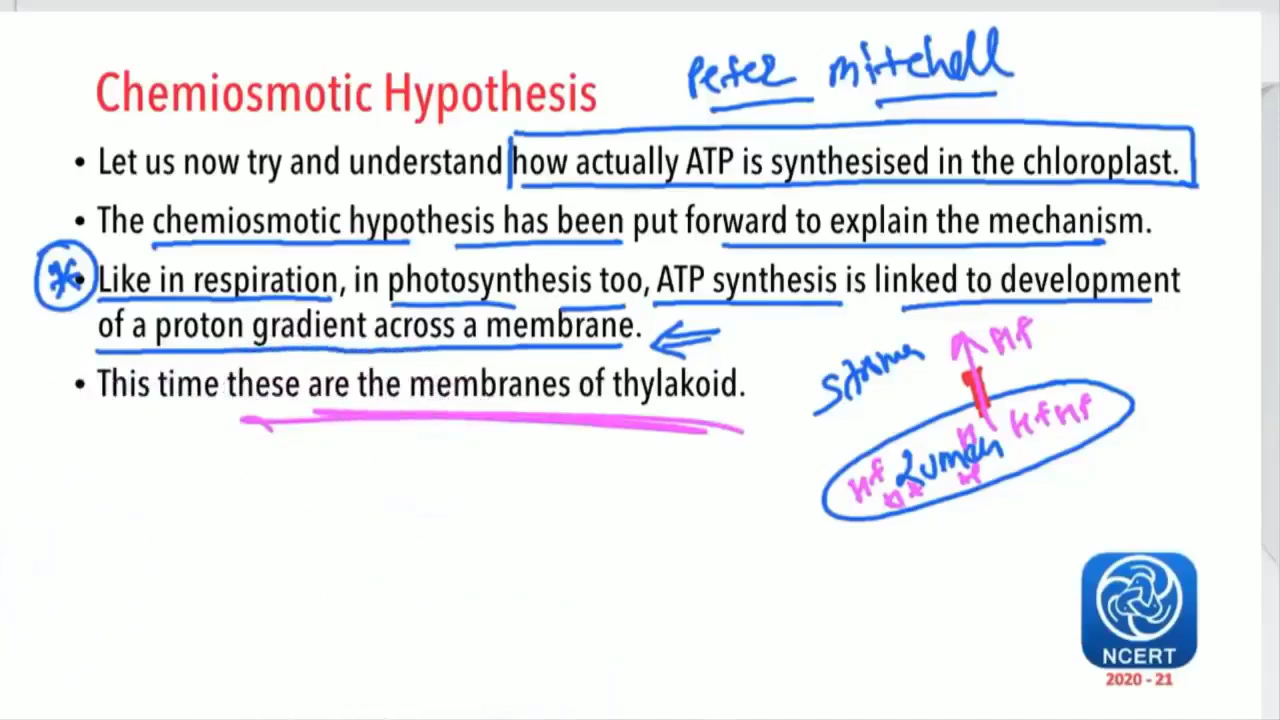 Peter Mitchell
Chemiosmotic Hypothesis
• Let us now try and understand how actually ATP is synthesised in the chloroplast.
• The chemiosmotic hypothesis has been put forward to explain the mechanism.
• Like in respiration, in photosynthesis too, ATP synthesis is linked to development
of a proton gradient across a membrane.
• This time these are the membranes of thylakoid.
Stroma
H+
H+ H+
Lumen
H+
NCERT
2020 - 21